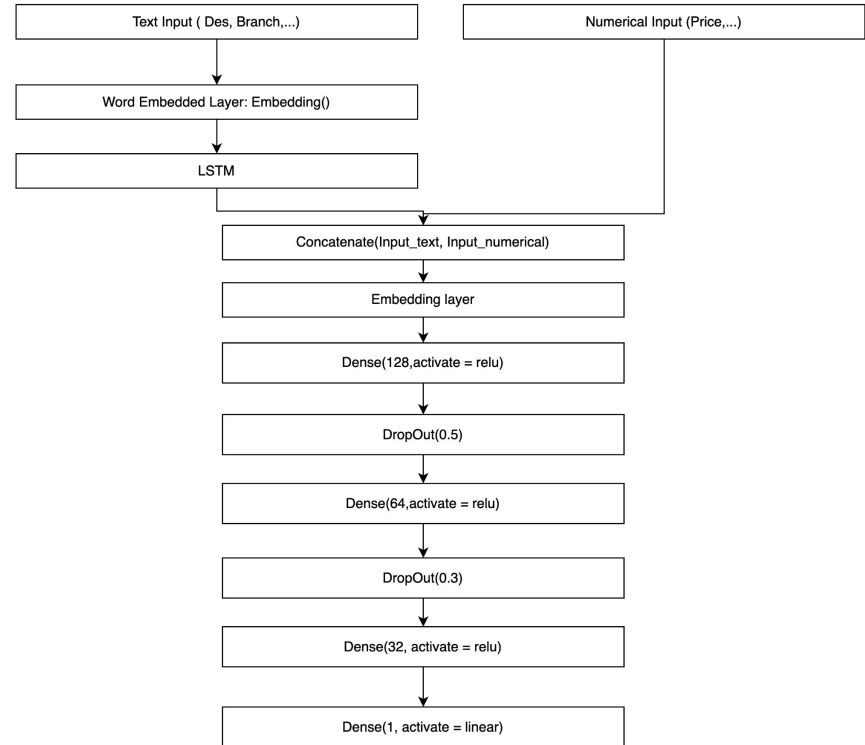 Text Input ( Des, Branch,...)
Numerical Input (Price,...)
Word Embedded Layer: Embedding()
LSTM
Concatenate(Input_text, Input_numerical)
Embedding layer
Dense(128,activate = relu)
DropOut(0.5)
Dense(64,activate = relu)
DropOut(0.3)
Dense(32, activate = relu)
Dense(1, activate = linear)